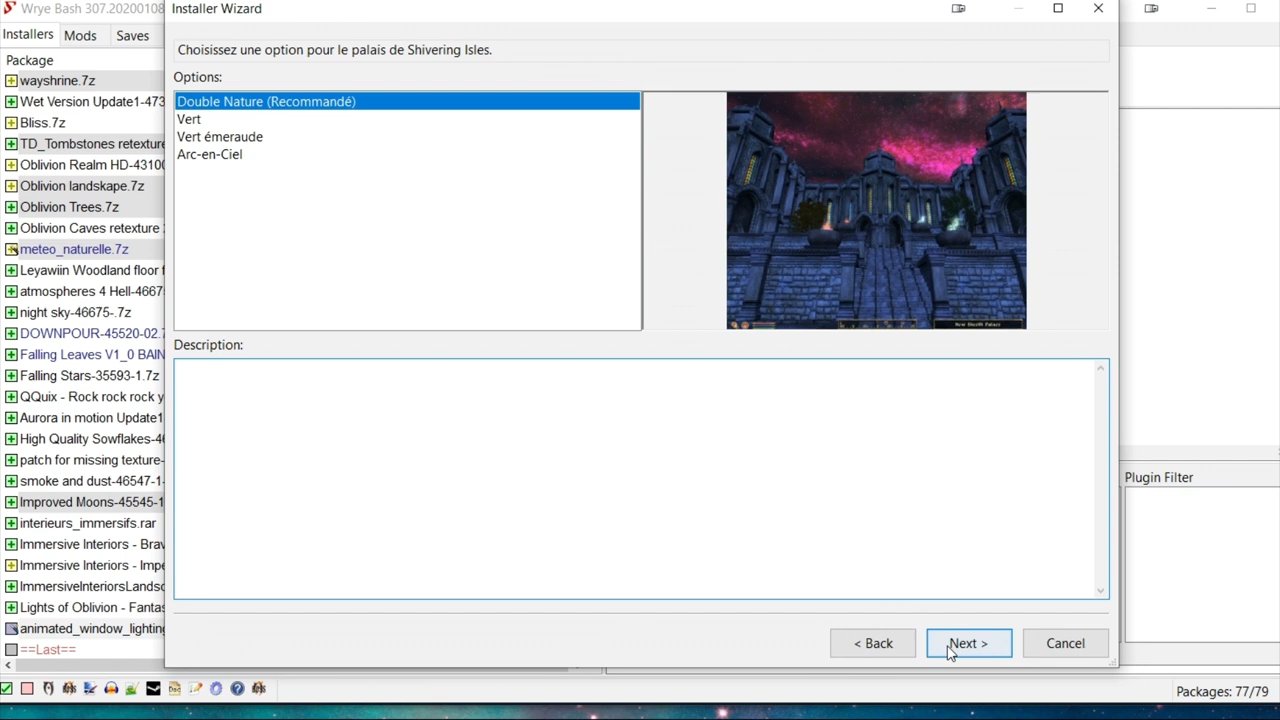 Wrye Bash 307.20200108
Installer Wizard
Installers Mods Saves
Choisissez une option pour le palais de Shivering Isles.
Package
Options:
wayshrine.7z
Wet Version Update1-473
Bliss.7z
TD_Tombstones retexture
Oblivion Realm HD-43100
Oblivion landskape.7z
Oblivion Trees.7z
Oblivion Caves retexture
meteo_naturelle.7z
Leyawiin Woodland floor
atmospheres 4 Hell-4667
night sky-46675-.7z
DOWNPOUR-45520-02.
Falling Leaves V1_0 BAIN
Falling Stars-35593-1.7z
QQuix - Rock rock rock y
Aurora in motion Update1
High Quality Sowflakes-4
patch for missing texture-
smoke and dust-46547-1
Improved Moons-45545-1
interieurs_immersifs.rar
Immersive Interiors - Brav
Immersive Interiors - Impe
ImmersiveInteriorsLandsc
Lights of Oblivion - Fantas
animated_window_lighting
==Last==
Double Nature (Recommandé)
Vert
Vert émeraude
Arc-en-Ciel
New Sheoth Palace
Description:
Plugin Filter
< Back
Next >
Cancel
Packages: 77/79